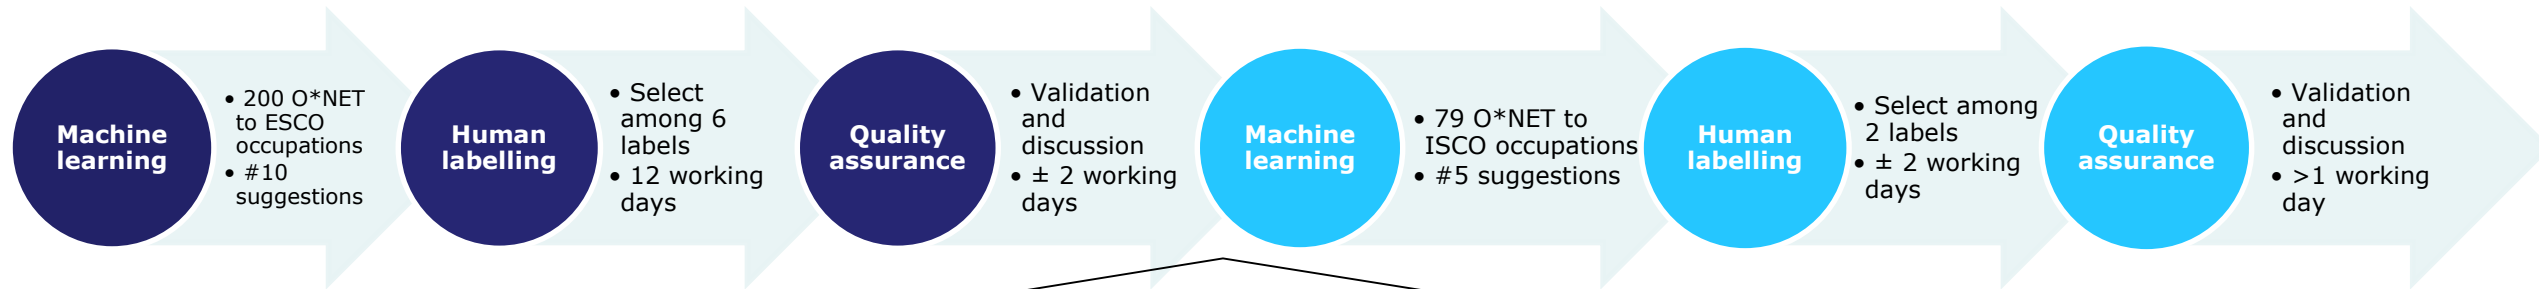 Machine
learning
• 200 O*NET
to ESCO
occupations
• #10
suggestions
Human
labelling
• Select
among 6
labels
• 12 working
days
Quality
assurance
• Validation
and
discussion
• ± 2 working
days
Machine
learning
• 79 O*NET to
ISCO occupations
• #5 suggestions
Human
labelling
• Select among
2 labels
• ± 2 working
days
Quality
assurance
• Validation
and
discussion
• >1 working
day